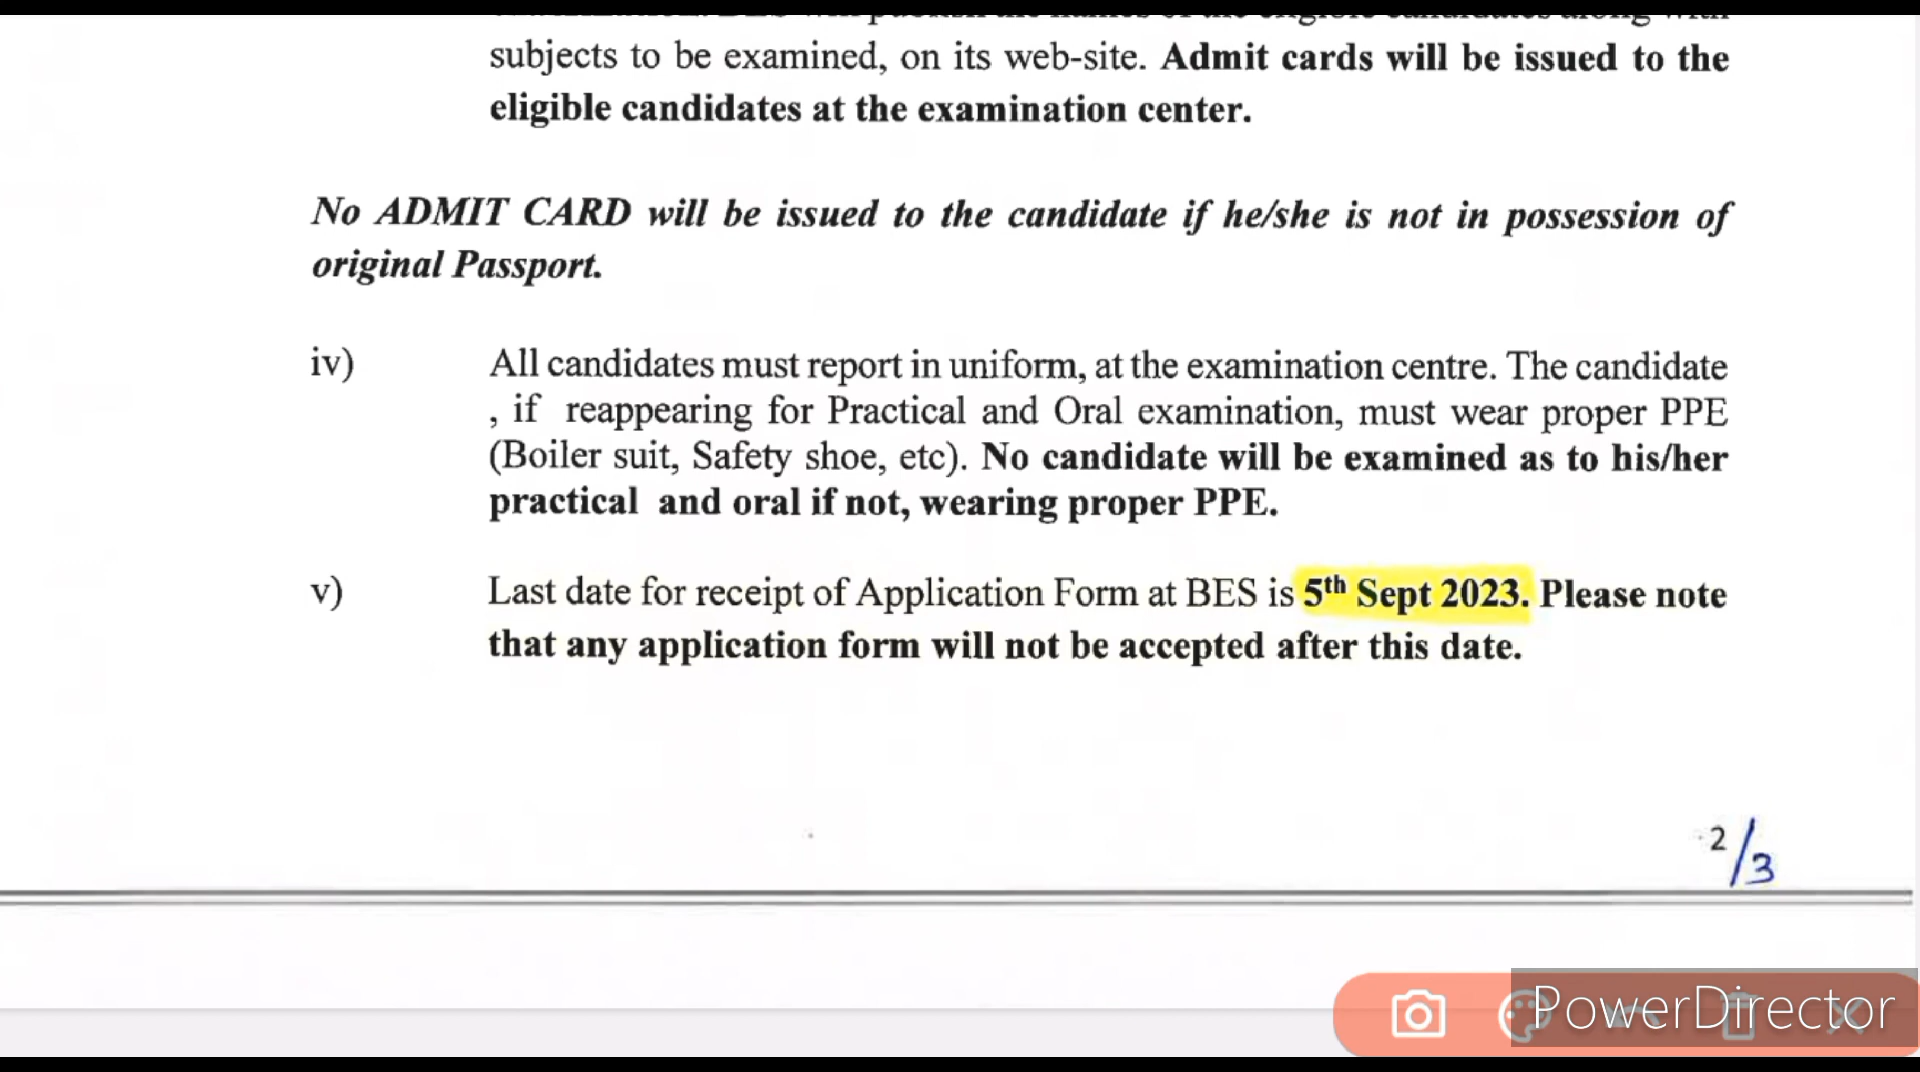 subjects to be examined, on its web-site. Admit cards will be issued to the
eligible candidates at the examination center.
No ADMIT CARD will be issued to the candidate if he/she is not in possession of
original Passport.
iv) All candidates must report in uniform, at the examination centre. The candidate
, if reappearing for Practical and Oral examination, must wear proper PPE
(Boiler suit, Safety shoe, etc). No candidate will be examined as to his/her
practical and oral if not, wearing proper PPE.
v) Last date for receipt of Application Form at BES is 5th Sept 2023. Please note
that any application form will not be accepted after this date.
2/3
PowerDirector